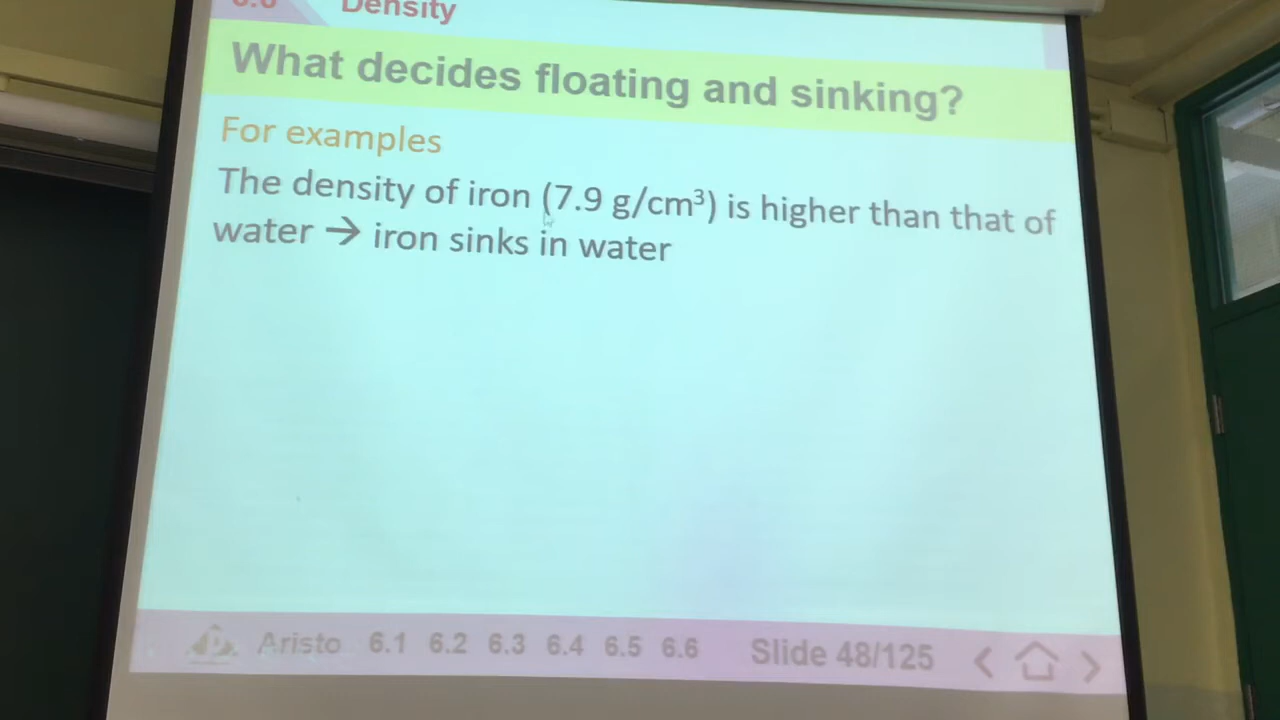 Density
What decides floating and sinking?
For examples
The density of iron (7.9 g/cm³) is higher than that of
water → iron sinks in water
Aristo 6.1 6.2 6.3 6.4 6.5 6.6 Slide 48/125